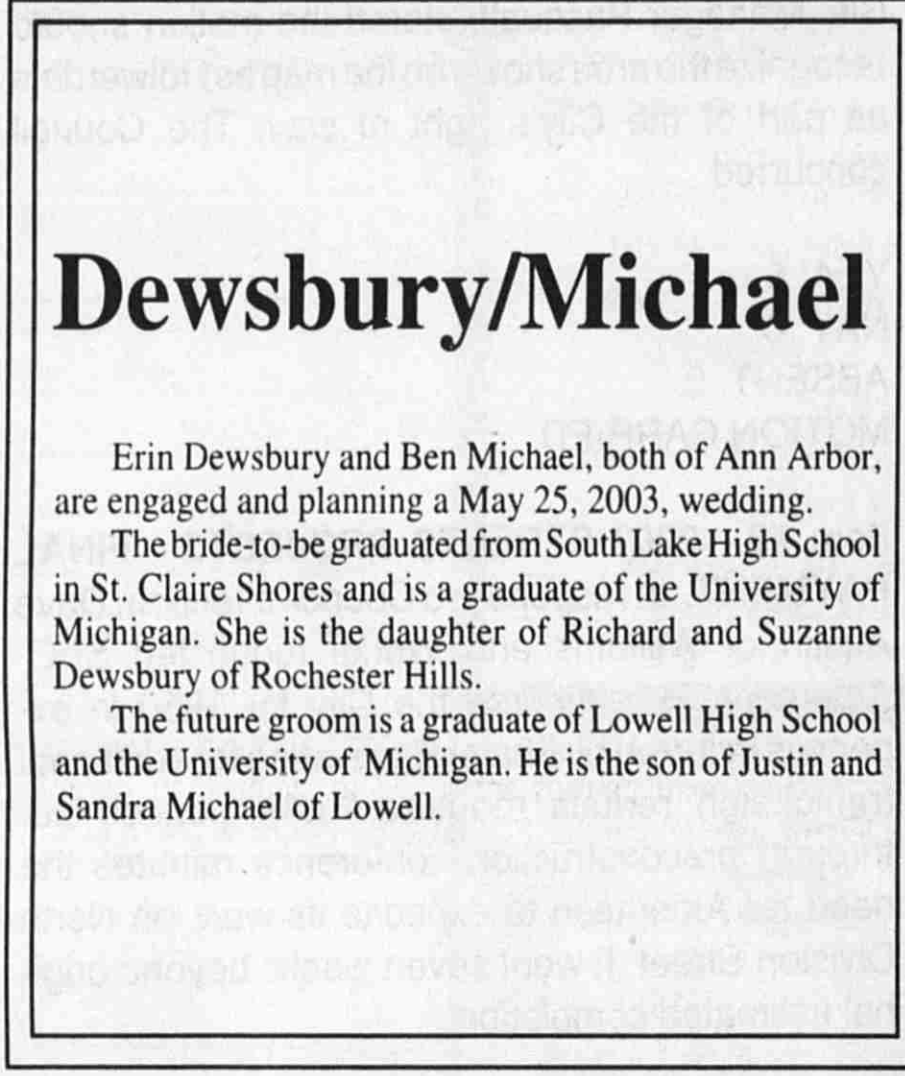 Dewsbury/Michael
Erin Dewsbury and Ben Michael, both of Ann Arbor,
are engaged and planning a May 25, 2003, wedding.
The bride-to-be graduated from South Lake High School
in St. Claire Shores and is a graduate of the University of
Michigan. She is the daughter of Richard and Suzanne
Dewsbury of Rochester Hills.
The future groom is a graduate of Lowell High School
and the University of Michigan. He is the son of Justin and
Sandra Michael of Lowell.